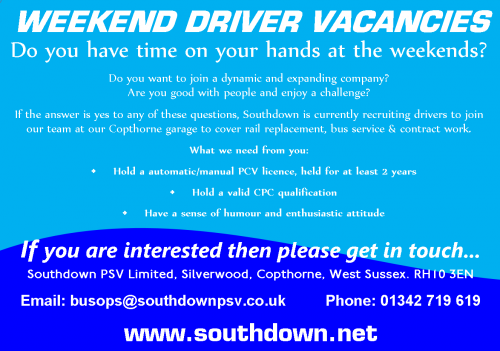 WEEKEND DRIVER VACANCIES
Do you have time on your hands at the weekends?
Do you want to join a dynamic and expanding company?
Are you good with people and enjoy a challenge?
If the answer is yes to any of these questions, Southdown is currently recruiting drivers to join
our team at our Copthorne garage to cover rail replacement, bus service & contract work.
What we need from you:
• Hold a automatic/manual PCV licence, held for at least 2 years
• Hold a valid CPC qualification
• Have a sense of humour and enthusiastic attitude
If you are interested then please get in touch...
Southdown PSV Limited, Silverwood, Copthorne, West Sussex. RH10 3EN
Email: busops@southdownpsv.co.uk Phone: 01342 719 619
www.southdown.net